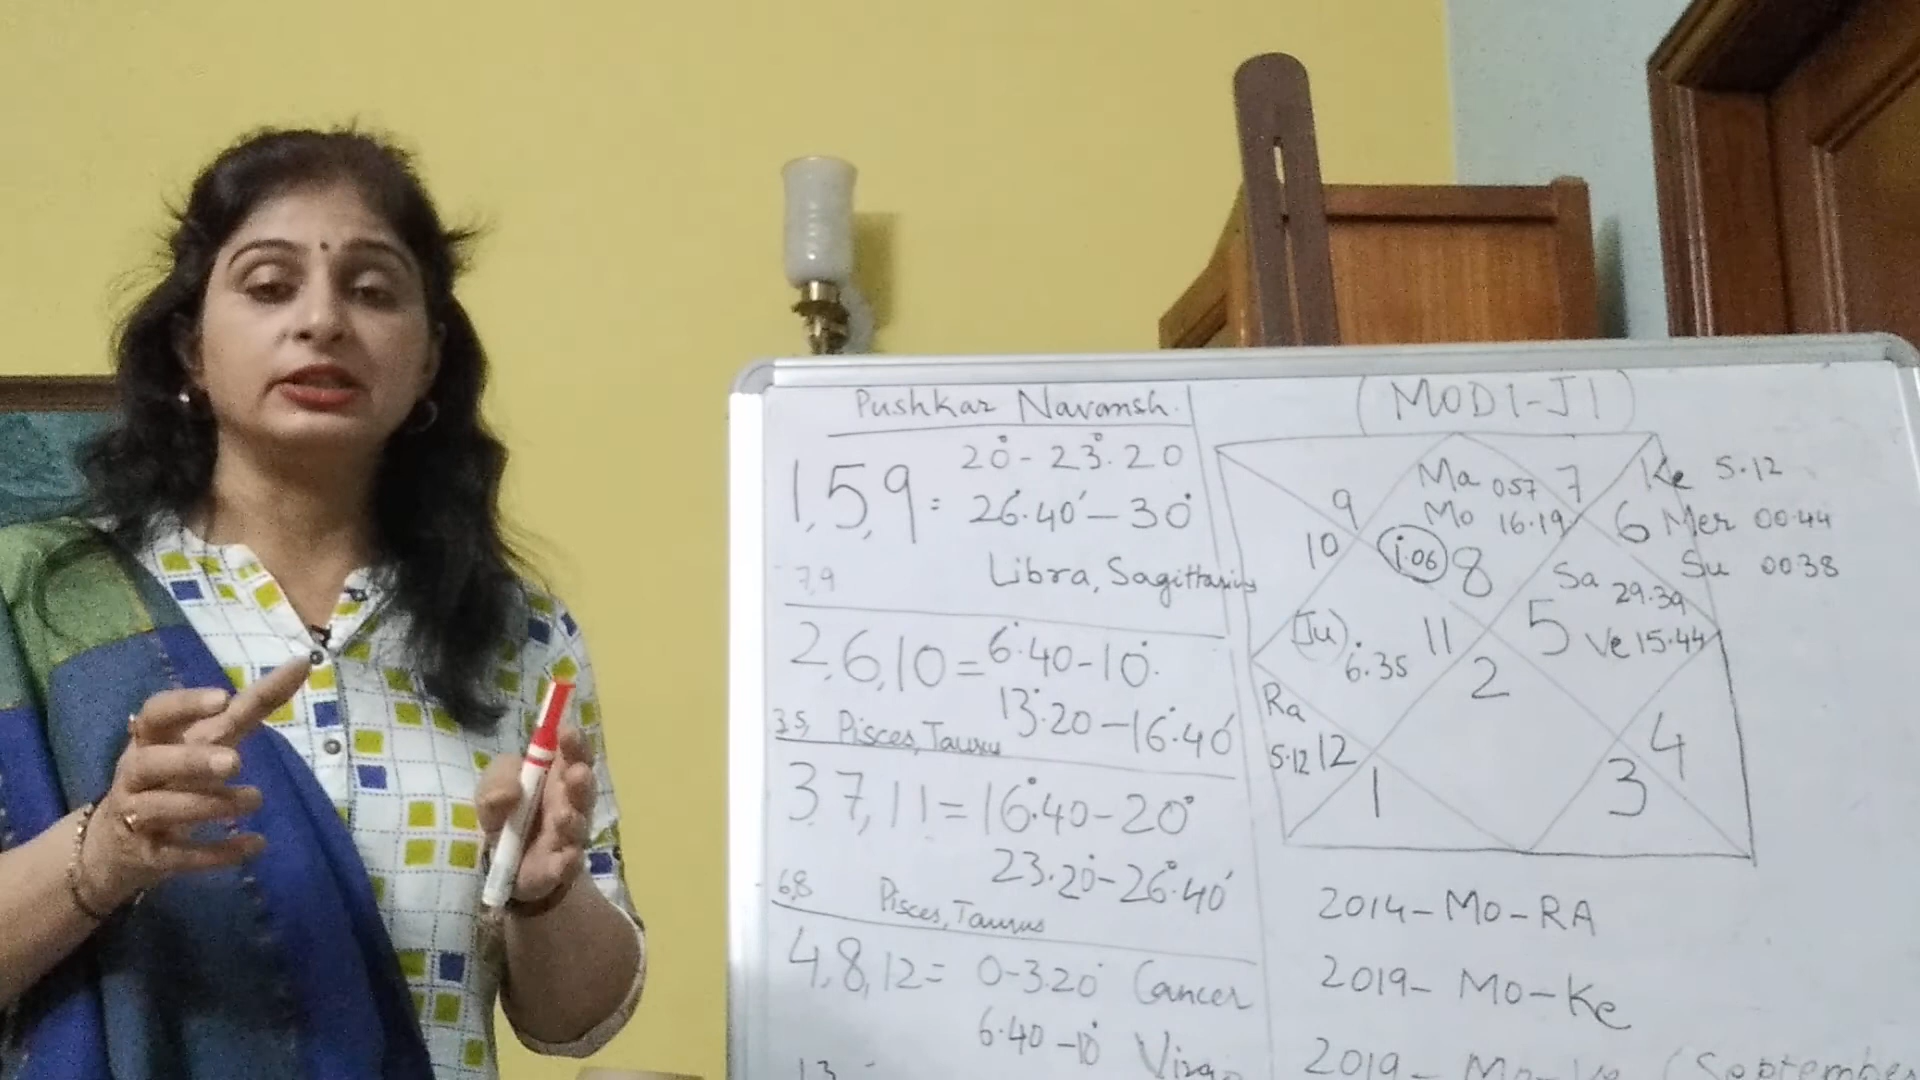 Pushkar Navansh.
1,5,9 = 20°-23°.20
26°.40'-30°
7,9 Libra, Sagittarius
2,6,10 = 6°.40-10°.
13°.20-16°.40'
3,5, Pisces, Taurus
3,7,11 = 16°.40-20°
23.20°-26°.40'
6,8 Pisces, Taurus
4,8,12 = 0-3.20' Cancer
6.40-10°
(MODI-JI)
Ma 057 7 Ke 5.12
9 Mo 16.19 6 Mer 00.44
10 8 Sa 29.39 Su 00.38
(Ju) 6.35 11 5 Ve 15.44
2
Ra
5.12 12 4
1 3
2014-Mo-RA
2019-Mo-Ke
2019- (September